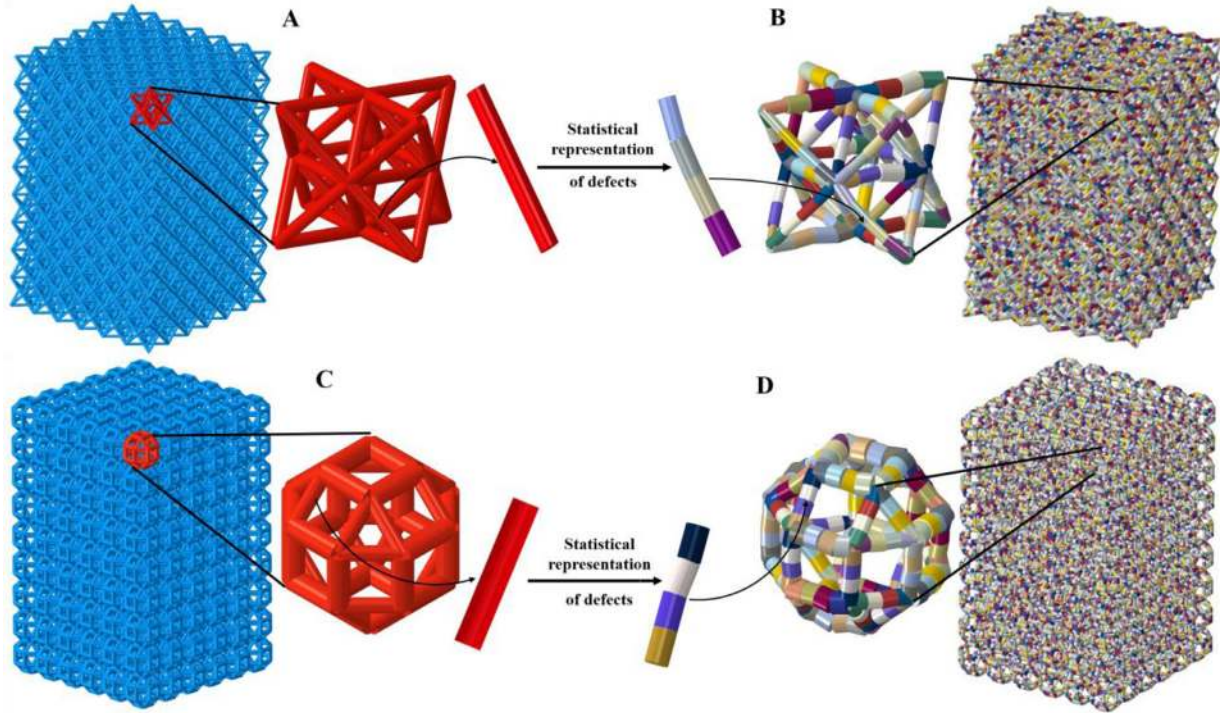 A
B
Statistical
representation
of defects
C
D
Statistical
representation
of defects